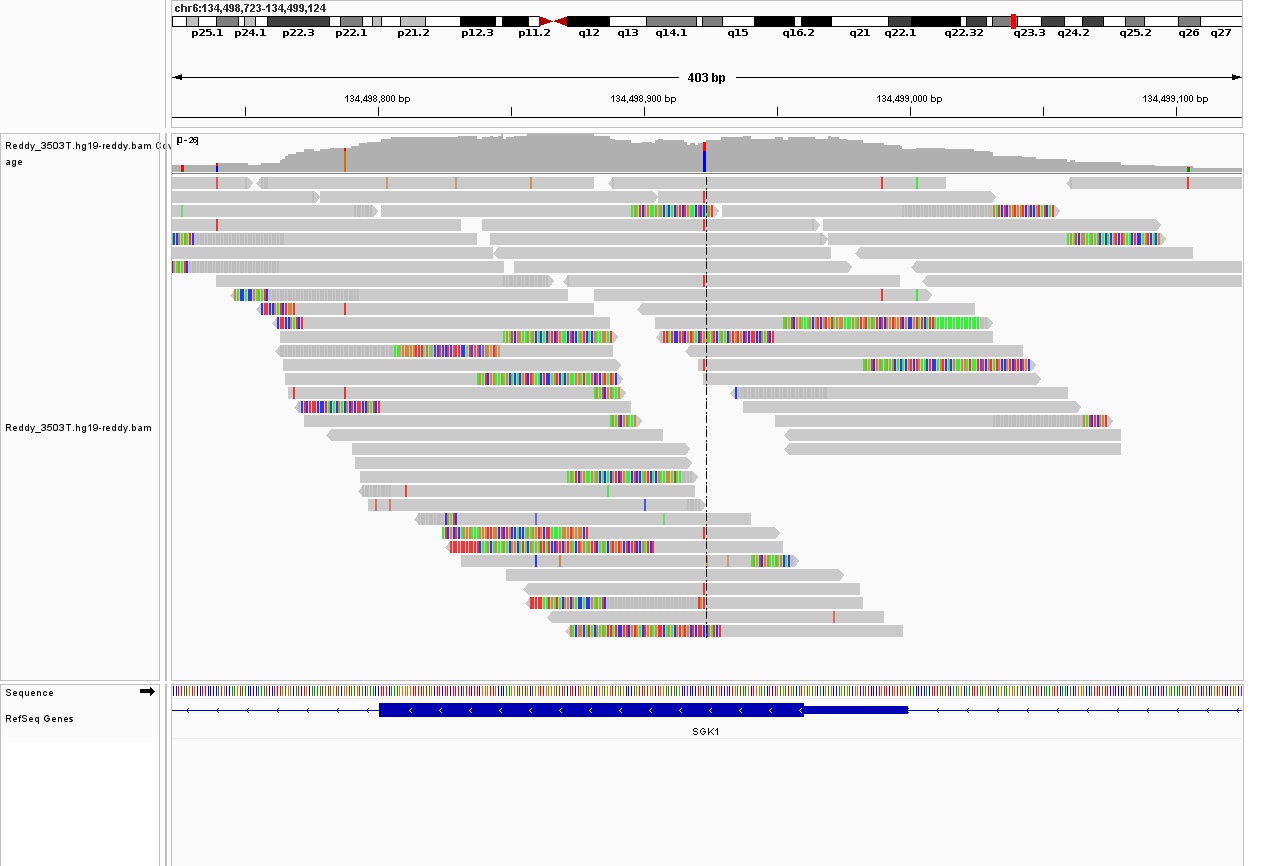 chr6:134,498,723-134,499,124
p25.1 p24.1 p22.3 p22.1 p21.2 p12.3 p11.2 q12 q13 q14.1 q15 q16.2 q21 q22.1 q22.32 q23.3 q24.2 q25.2 q26 q27
403 bp
134,498,800 bp 134,498,900 bp 134,499,000 bp 134,499,100 bp
Reddy_3503T.hg19-reddy.bam Cov
age
[0-26]
Reddy_3503T.hg19-reddy.bam
Sequence
RefSeq Genes
SGK1